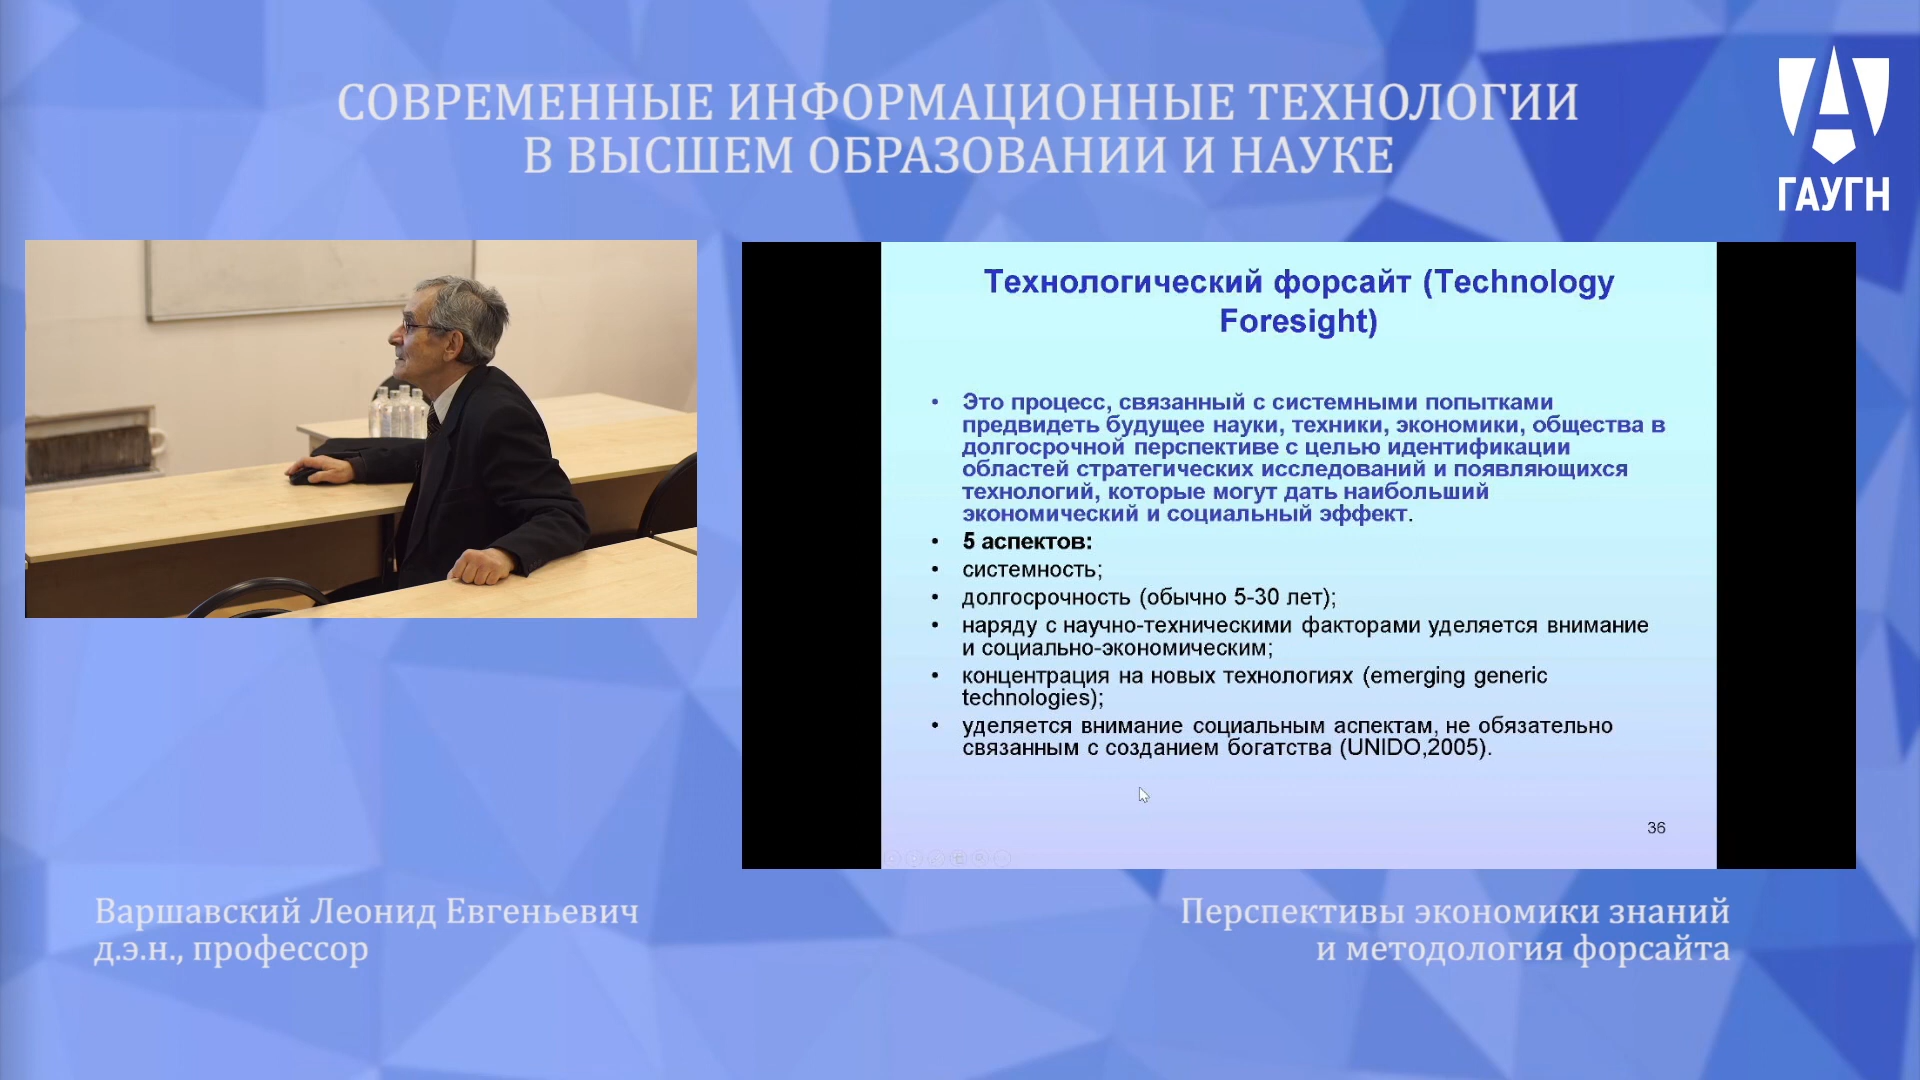 СОВРЕМЕННЫЕ ИНФОРМАЦИОННЫЕ ТЕХНОЛОГИИ
В ВЫСШЕМ ОБРАЗОВАНИИ И НАУКЕ
ГАУГН
Технологический форсайт (Technology
Foresight)
• Это процесс, связанный с системными попытками
предвидеть будущее науки, техники, экономики, общества в
долгосрочной перспективе с целью идентификации
областей стратегических исследований и появляющихся
технологий, которые могут дать наибольший
экономический и социальный эффект.
• 5 аспектов:
• системность;
• долгосрочность (обычно 5-30 лет);
• наряду с научно-техническими факторами уделяется внимание
и социально-экономическим;
• концентрация на новых технологиях (emerging generic
technologies);
• уделяется внимание социальным аспектам, не обязательно
связанным с созданием богатства (UNIDO,2005).
36
Варшавский Леонид Евгеньевич
д.э.н., профессор
Перспективы экономики знаний
и методология форсайта